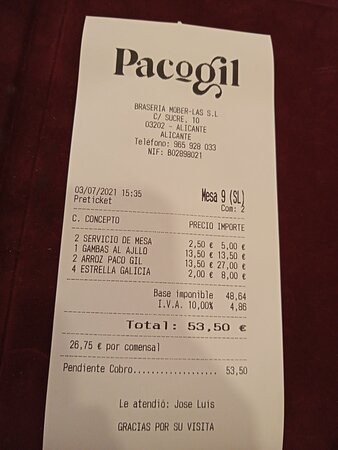 Pacogil
BRASERIA MOBER-LAS S.L
C/ SUCRE, 10
03202 - ALICANTE
ALICANTE
Telefono: 965 928 033
NIF: B02898021
03/07/2021 15:35 Mesa 9 (SL)
Preticket Com: 2
C. CONCEPTO PRECIO IMPORTE
2 SERVICIO DE MESA 2,50 € 5,00 €
1 GAMBAS AL AJLLO 13,50 € 13,50 €
2 ARROZ PACO GIL 13,50 € 27,00 €
4 ESTRELLA GALICIA 2,00 € 8,00 €
Base imponible 48,64
I.V.A. 10,00% 4,86
Total: 53,50 €
26,75 € por comensal
Pendiente Cobro.................... 53,50
Le atendió: Jose Luis
GRACIAS POR SU VISITA